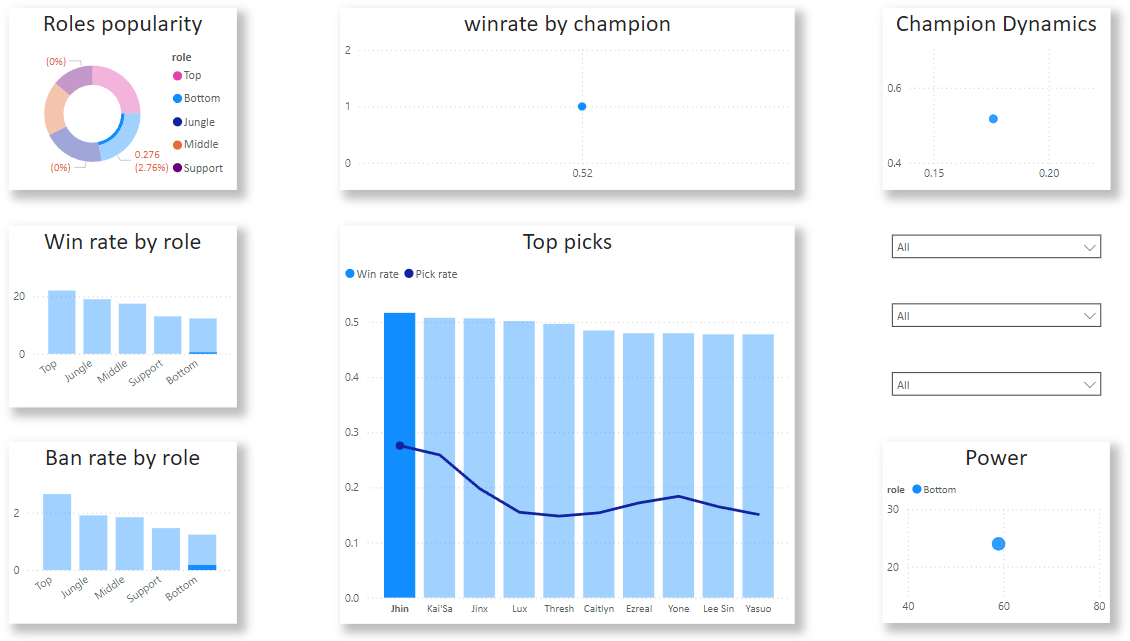 Roles popularity
(0%)
role
Top
Bottom
Jungle
Middle
Support
0.276
(2.76%)
(0%)
winrate by champion
2
1
0
0.52
Champion Dynamics
0.6
0.4
0.15
0.20
Win rate by role
20
0
Top
Jungle
Middle
Support
Bottom
Top picks
Win rate
Pick rate
0.5
0.4
0.3
0.2
0.1
0.0
Jhin
Kai'Sa
Jinx
Lux
Thresh
Caitlyn
Ezreal
Yone
Lee Sin
Yasuo
All
All
All
Ban rate by role
2
0
Top
Jungle
Middle
Support
Bottom
Power
role
Bottom
30
20
40
60
80